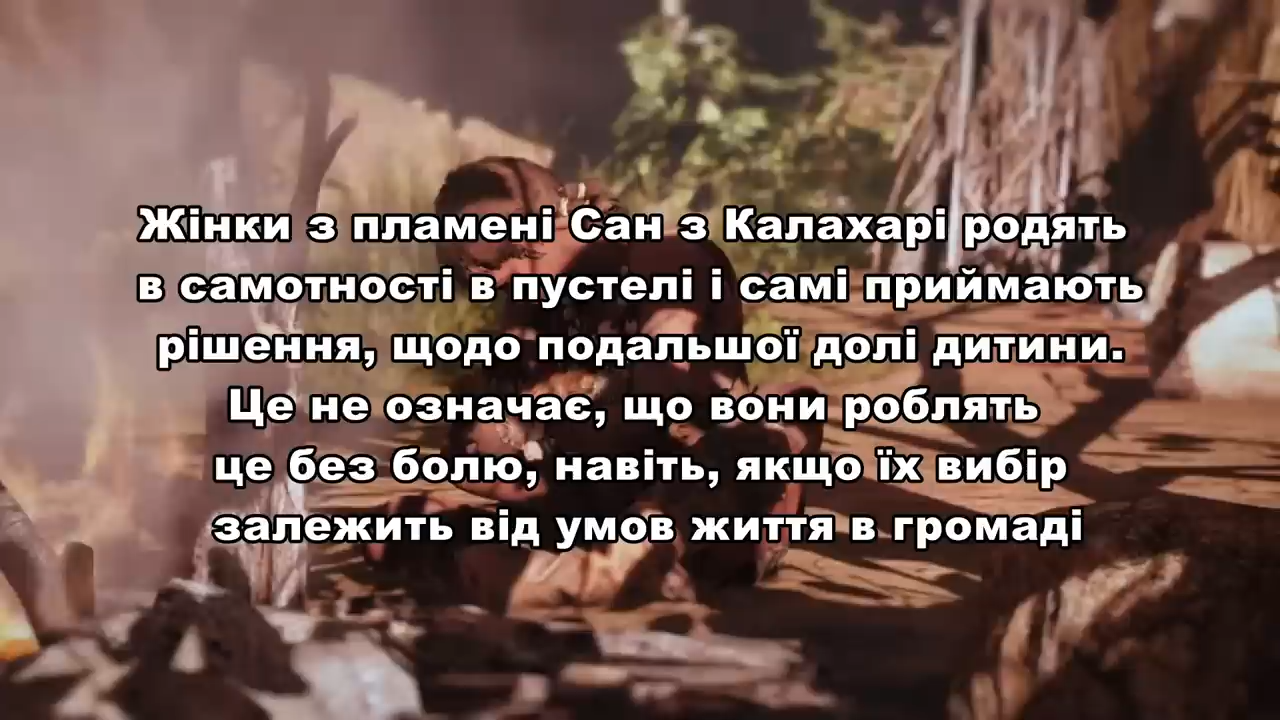 Жінки з пламені Сан з Калахарі родять
в самотності в пустелі і самі приймають
рішення, щодо подальшої долі дитини.
Це не означає, що вони роблять
це без болю, навіть, якщо їх вибір
залежить від умов життя в громаді